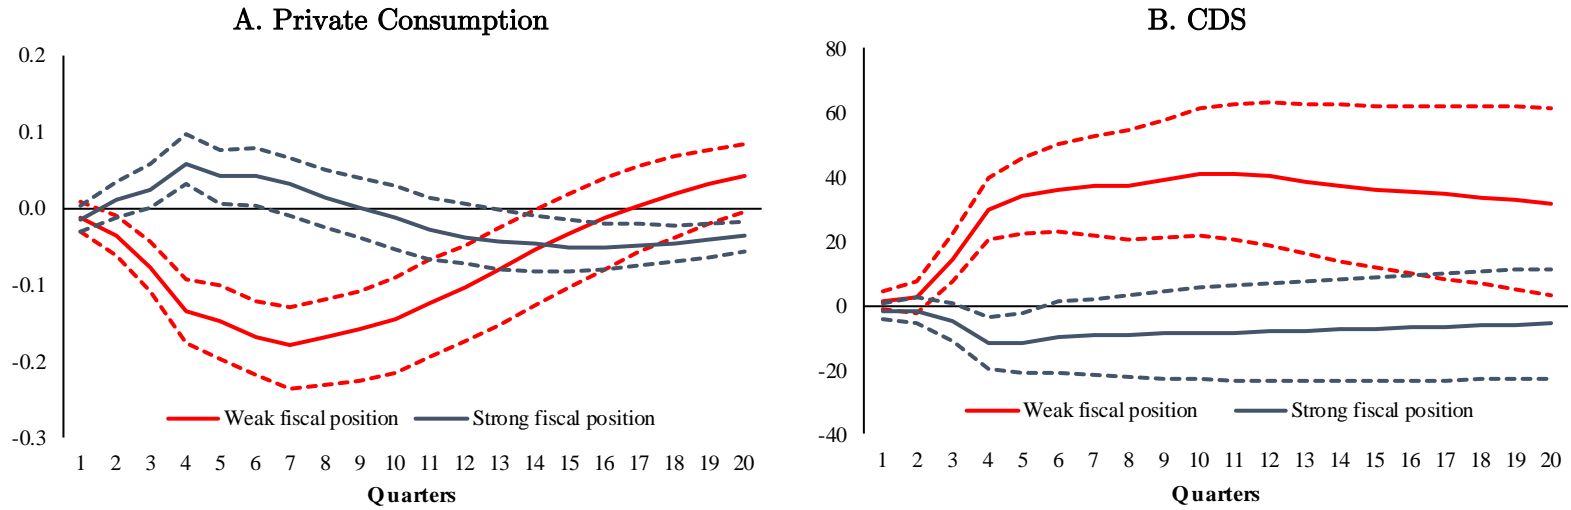 A. Private Consumption
0.2
0.1
0.0
-0.1
-0.2
-0.3
Weak fiscal position
Strong fiscal position
1 2 3 4 5 6 7 8 9 10 11 12 13 14 15 16 17 18 19 20
Quarters
B. CDS
80
60
40
20
0
-20
-40
Weak fiscal position
Strong fiscal position
1 2 3 4 5 6 7 8 9 10 11 12 13 14 15 16 17 18 19 20
Quarters